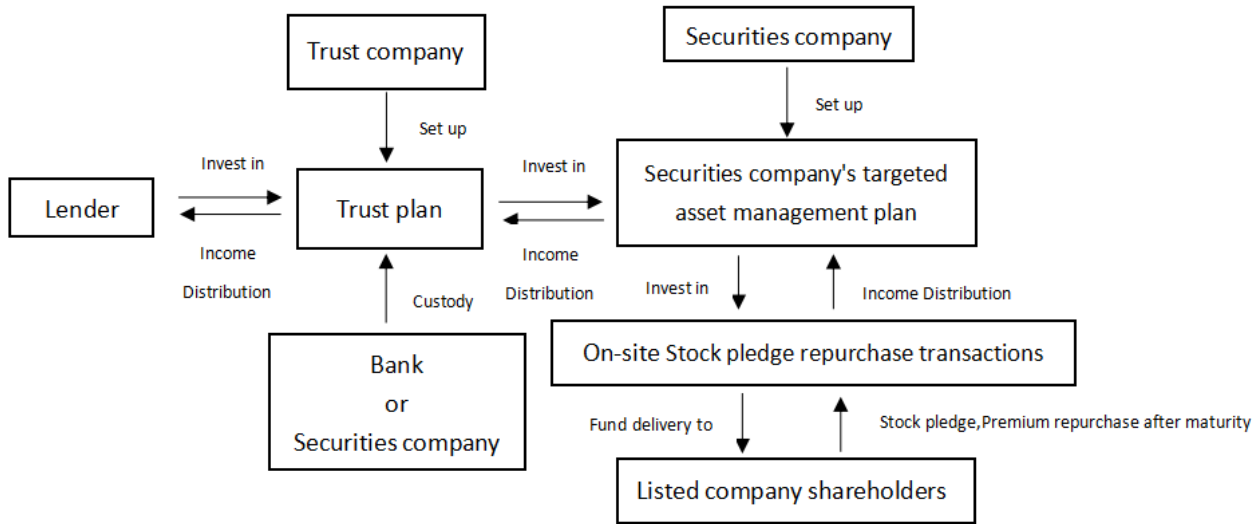 Trust company
Securities company
Set up
Set up
Invest in
Invest in
Lender
Trust plan
Securities company's targeted
asset management plan
Income
Distribution
Income
Distribution
Custody
Invest in
Income Distribution
Bank
or
Securities company
On-site Stock pledge repurchase transactions
Fund delivery to
Stock pledge,Premium repurchase after maturity
Listed company shareholders